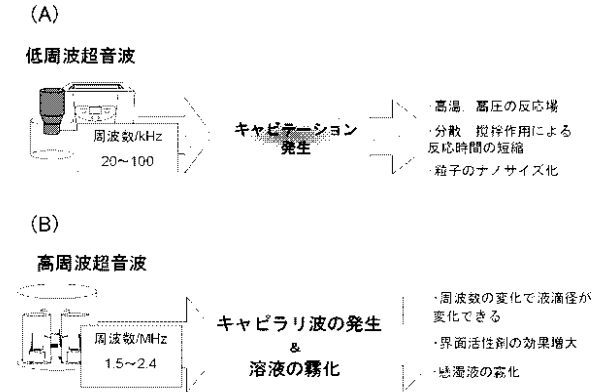 (A)
低周波超音波
周波数/kHz
20～100
キャビテーション
発生
・高温、高圧の反応場
・分散、撹拌作用による
反応時間の短縮
・粒子のナノサイズ化
(B)
高周波超音波
周波数/MHz
1.5～2.4
キャピラリ波の発生
&
溶液の霧化
・周波数の変化で液滴径が
変化できる
・界面活性剤の効果増大
・懸濁液の霧化